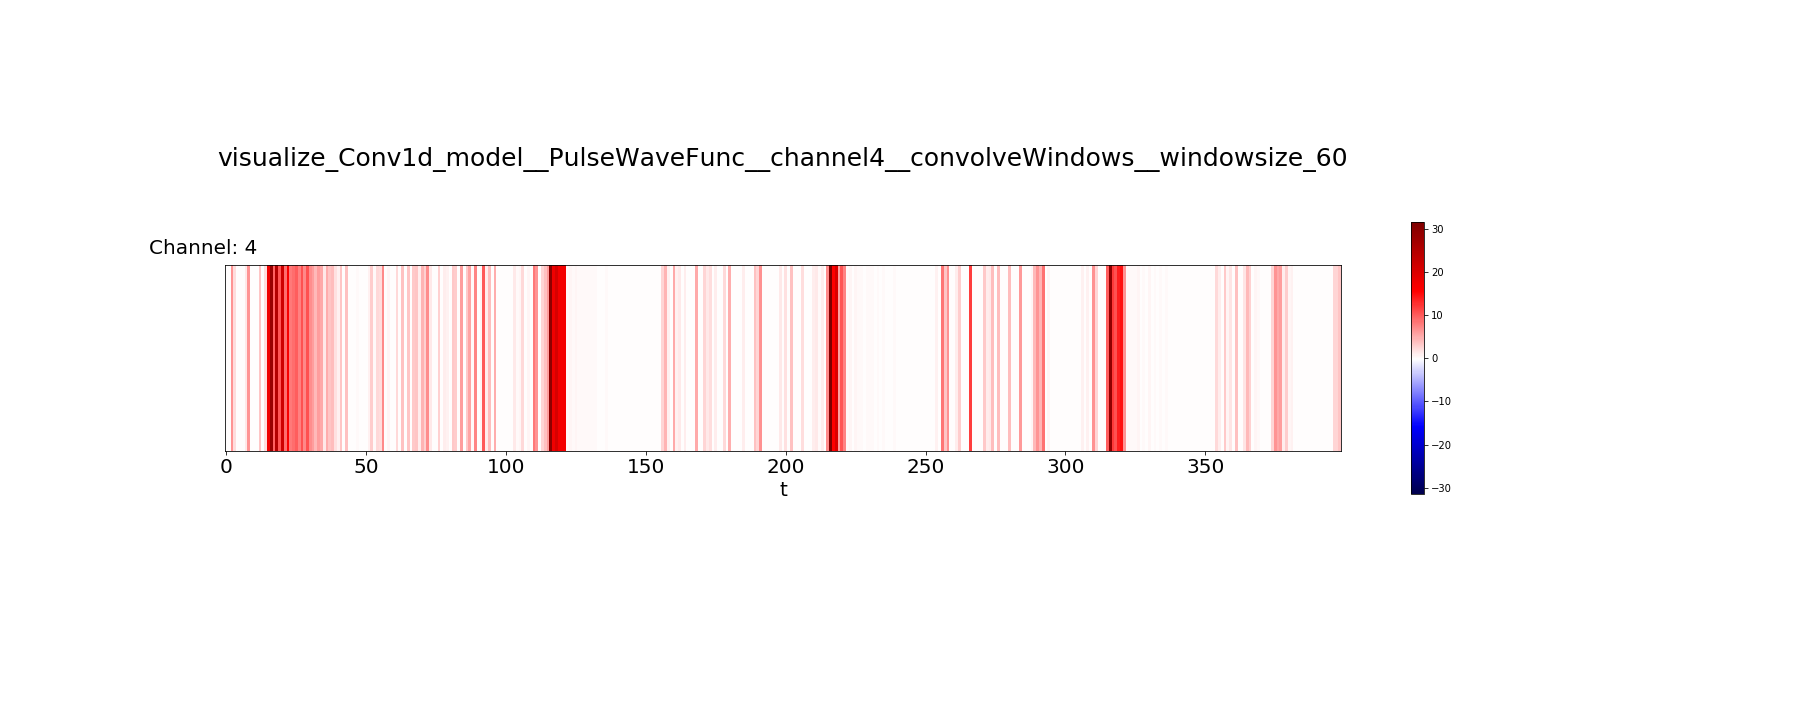 visualize_Conv1d_model__PulseWaveFunc__channel4__convolveWindows__windowsize_60
Channel: 4
30
20
10
0
−10
−20
−30
0 50 100 150 200 250 300 350
t